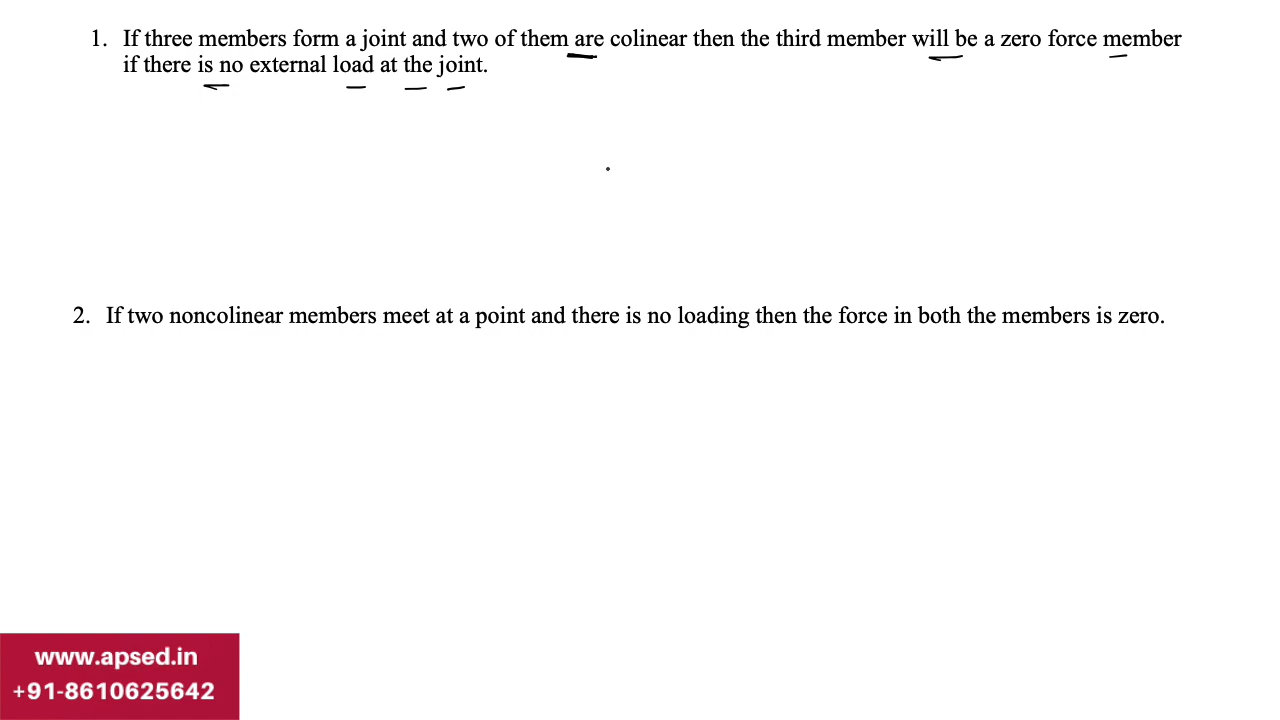 1. If three members form a joint and two of them are colinear then the third member will be a zero force member
if there is no external load at the joint.
2. If two noncolinear members meet at a point and there is no loading then the force in both the members is zero.
www.apsed.in
+91-8610625642